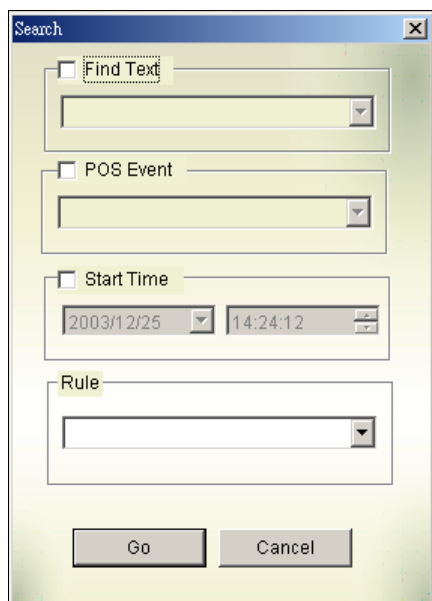 Search
Find Text
POS Event
Start Time
2003/12/25 14:24:12
Rule
Go Cancel